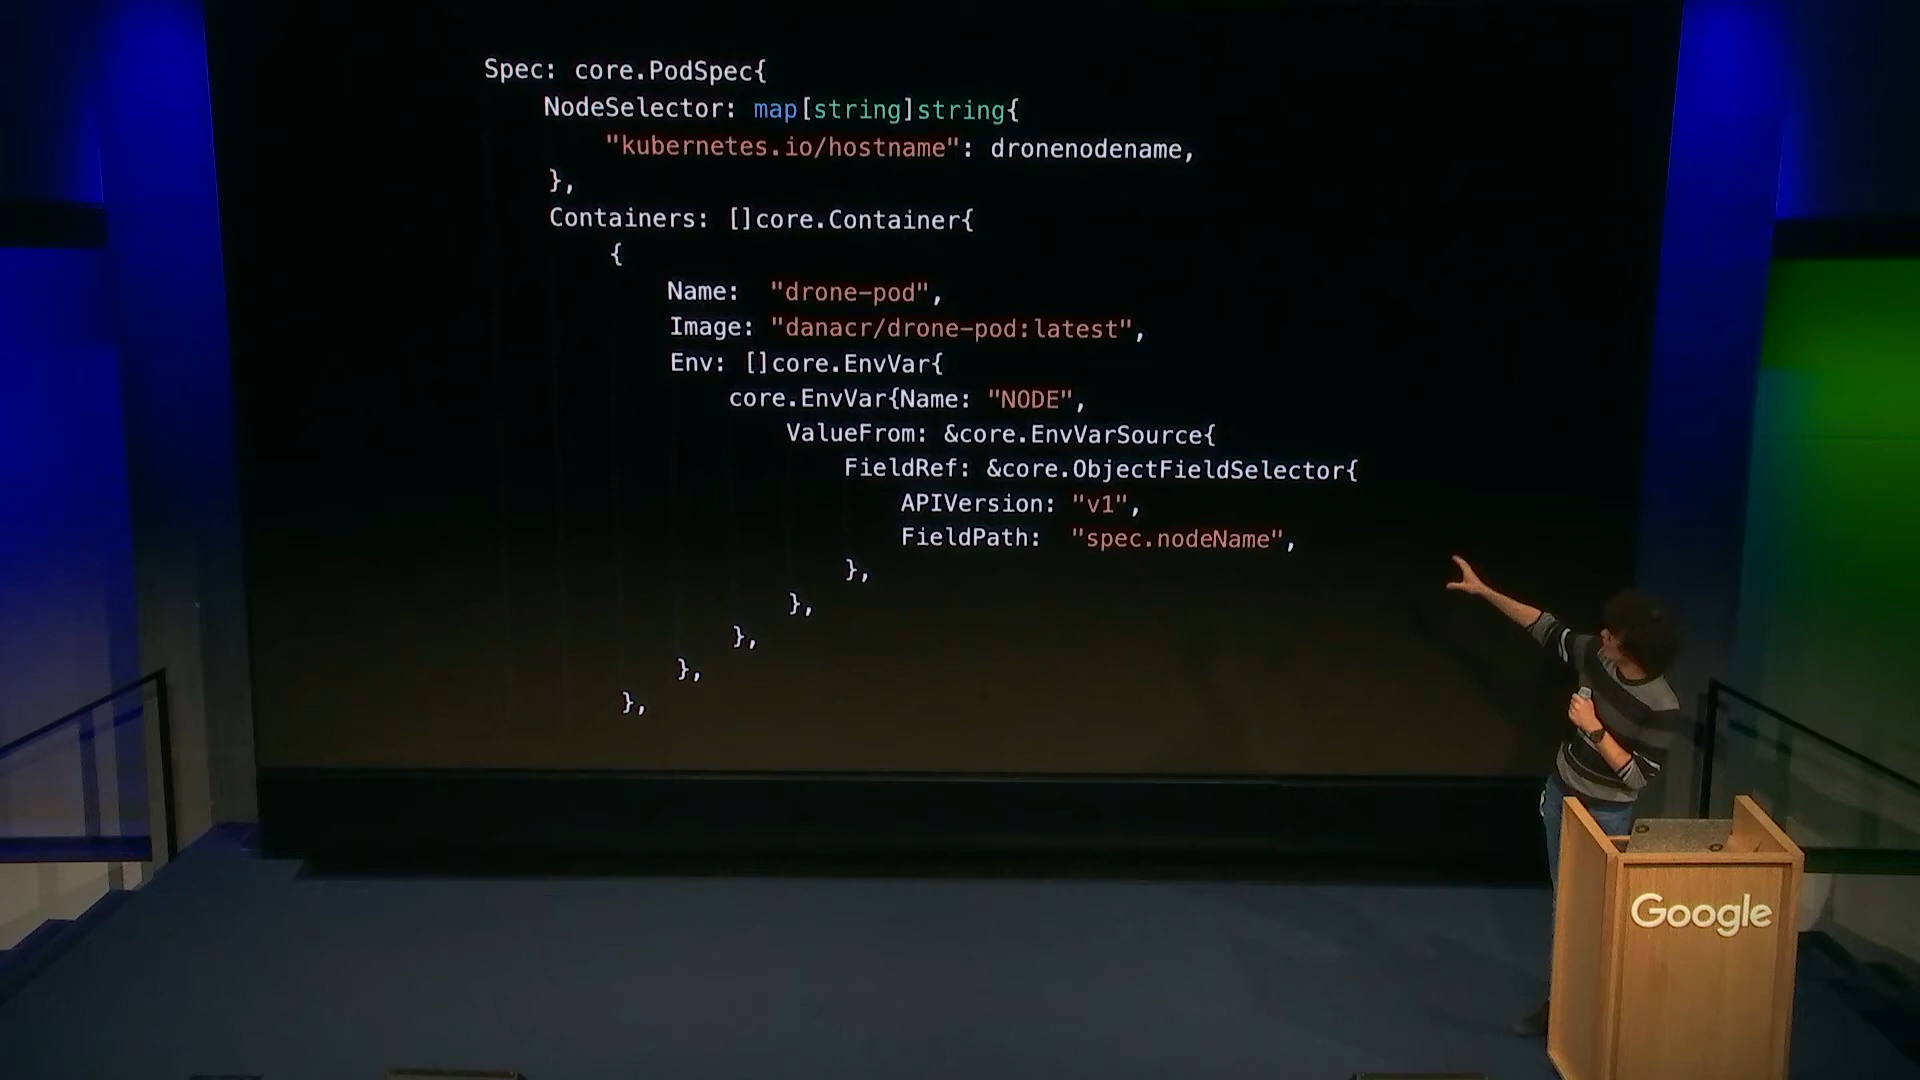 Spec: core.PodSpec{
NodeSelector: map[string]string{
"kubernetes.io/hostname": dronenodename,
},
Containers: []core.Container{
{
Name: "drone-pod",
Image: "danacr/drone-pod:latest",
Env: []core.EnvVar{
core.EnvVar{Name: "NODE",
ValueFrom: &core.EnvVarSource{
FieldRef: &core.ObjectFieldSelector{
APIVersion: "v1",
FieldPath: "spec.nodeName",
},
},
},
},
},
Google